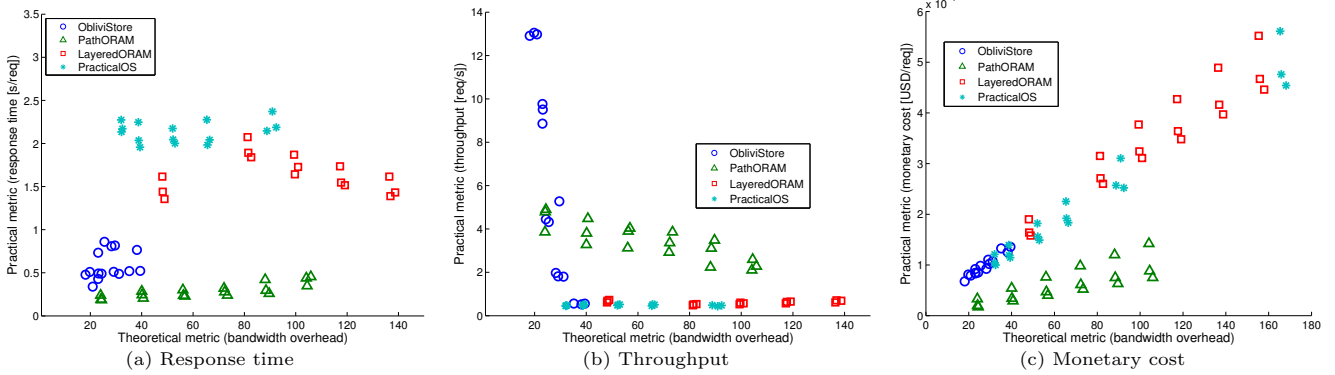 3.5
3
2.5
2
1.5
1
0.5
0
20 40 60 80 100 120 140
Practical metric (response time [s/req])
Theoretical metric (bandwidth overhead)
ObliviStore
PathORAM
LayeredORAM
PracticalOS
(a) Response time
14
12
10
8
6
4
2
0
0 20 40 60 80 100 120 140
Practical metric (throughput [req/s])
Theoretical metric (bandwidth overhead)
ObliviStore
PathORAM
LayeredORAM
PracticalOS
(b) Throughput
6 x 10
5
4
3
2
1
0
0 20 40 60 80 100 120 140 160 180
Practical metric (monetary cost [USD/req])
Theoretical metric (bandwidth overhead)
ObliviStore
PathORAM
LayeredORAM
PracticalOS
(c) Monetary cost